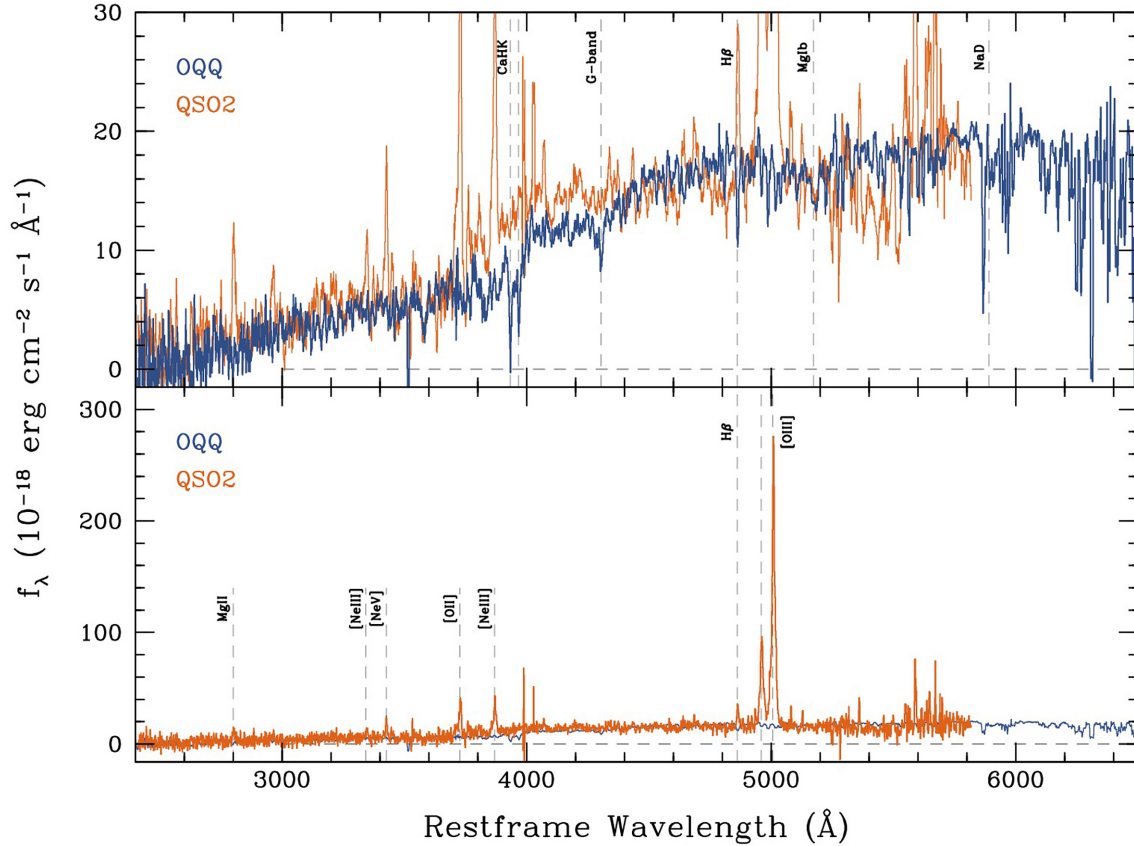 f_λ (10⁻¹⁸ erg cm⁻² s⁻¹ Å⁻¹)
30
20
10
0
OQQ
QSO2
CaHK
G-band
Hβ
MgIb
NaD
300
200
100
0
OQQ
QSO2
MgII
[NeIII]
[NeV]
[OII]
[NeIII]
Hβ
[OIII]
3000 4000 5000 6000
Restframe Wavelength (Å)